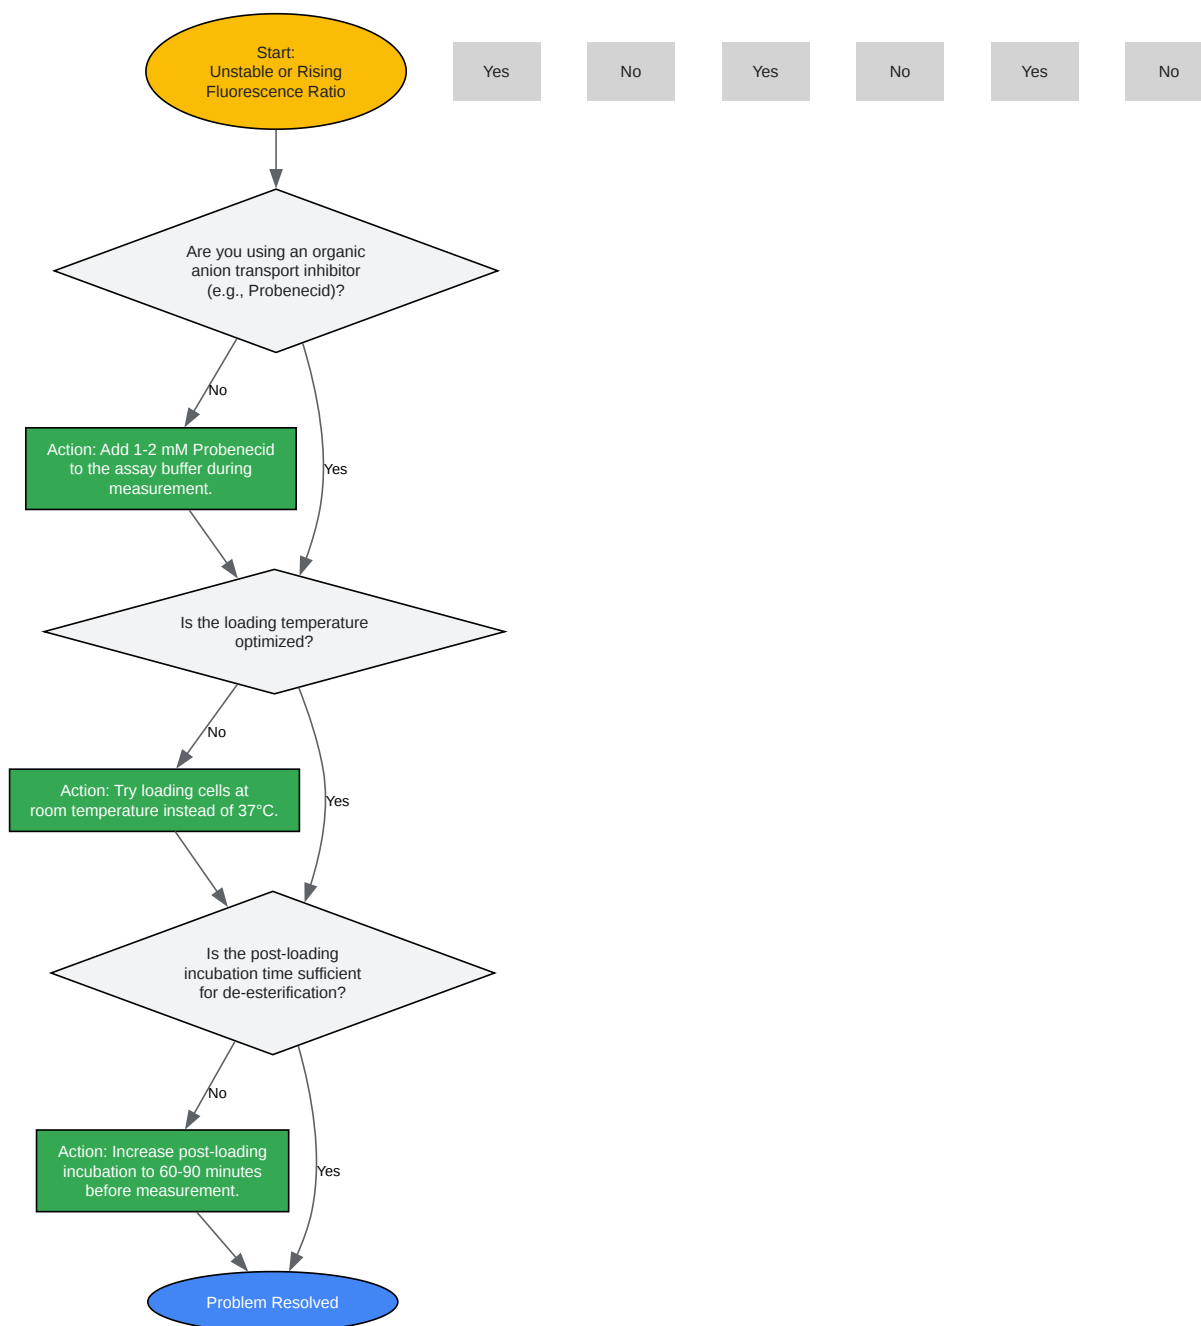 Start:
Unstable or Rising
Fluorescence Ratio
Yes
No
Yes
No
Yes
No
Are you using an organic
anion transport inhibitor
(e.g., Probenecid)?
No
Action: Add 1-2 mM Probenecid
to the assay buffer during
measurement.
Yes
Is the loading temperature
optimized?
No
Action: Try loading cells at
room temperature instead of 37°C.
Yes
Is the post-loading
incubation time sufficient
for de-esterification?
No
Action: Increase post-loading
incubation to 60-90 minutes
before measurement.
Yes
Problem Resolved